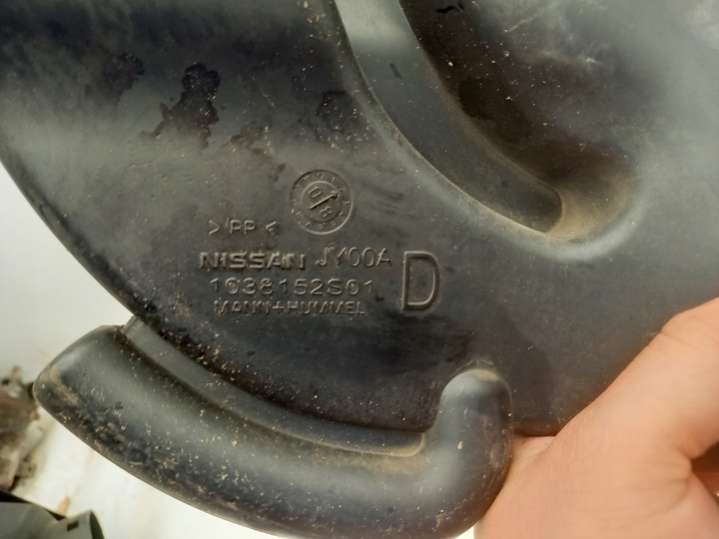 >PP<
NISSAN JY00A
1038152S01
MANN+HUMMEL
D